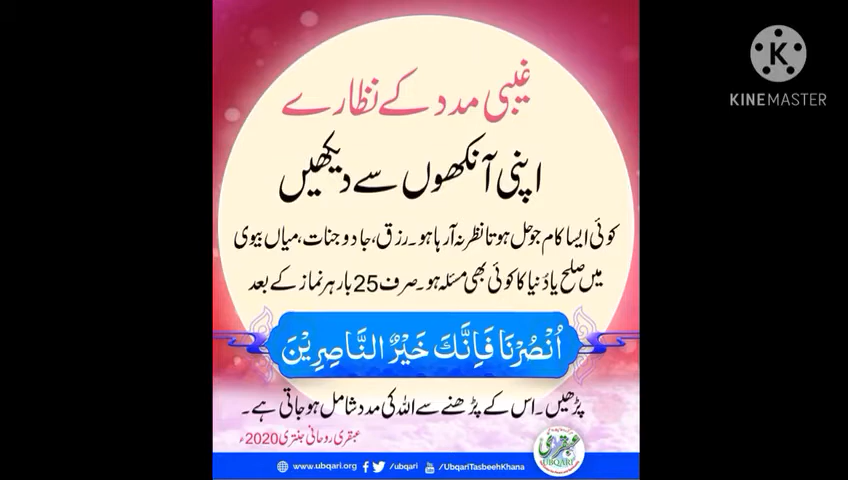 غیبی مدد کے نظارے
اپنی آنکھوں سے دیکھیں
کوئی ایسا کام جو حل ہوتا نظر نہ آرہا ہو۔ رزق، جادو جنات، میاں بیوی
میں صلح یا دُنیا کا کوئی بھی مسئلہ ہو۔ صرف 25 بار ہر نماز کے بعد
اُنْصُرْنَا فَاِنَّكَ خَيْرُ النَّاصِرِيْنَ
پڑھیں۔ اس کے پڑھنے سے اللہ کی مدد شامل ہو جاتی ہے۔
عبقری روحانی جنتری 2020ء
عبقری
UBQARI
www.ubqari.org /ubqari /UbqariTasbeehKhana
K
KINEMASTER